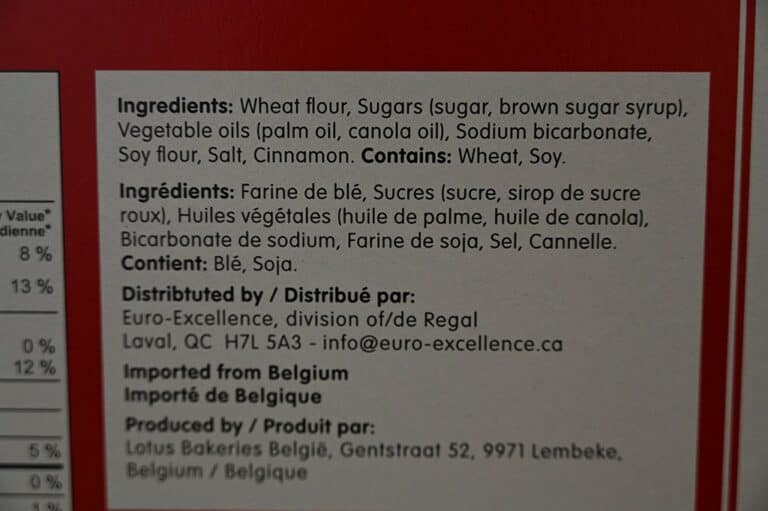 Value*
dienne*
8 %
13 %
0 %
12 %
5 %
0 %
Ingredients: Wheat flour, Sugars (sugar, brown sugar syrup),
Vegetable oils (palm oil, canola oil), Sodium bicarbonate,
Soy flour, Salt, Cinnamon. Contains: Wheat, Soy.
Ingrédients: Farine de blé, Sucres (sucre, sirop de sucre
roux), Huiles végétales (huile de palme, huile de canola),
Bicarbonate de sodium, Farine de soja, Sel, Cannelle.
Contient: Blé, Soja.
Distribtuted by / Distribué par:
Euro-Excellence, division of/de Regal
Laval, QC H7L 5A3 - info@euro-excellence.ca
Imported from Belgium
Importé de Belgique
Produced by / Produit par:
Lotus Bakeries België, Gentstraat 52, 9971 Lembeke,
Belgium / Belgique